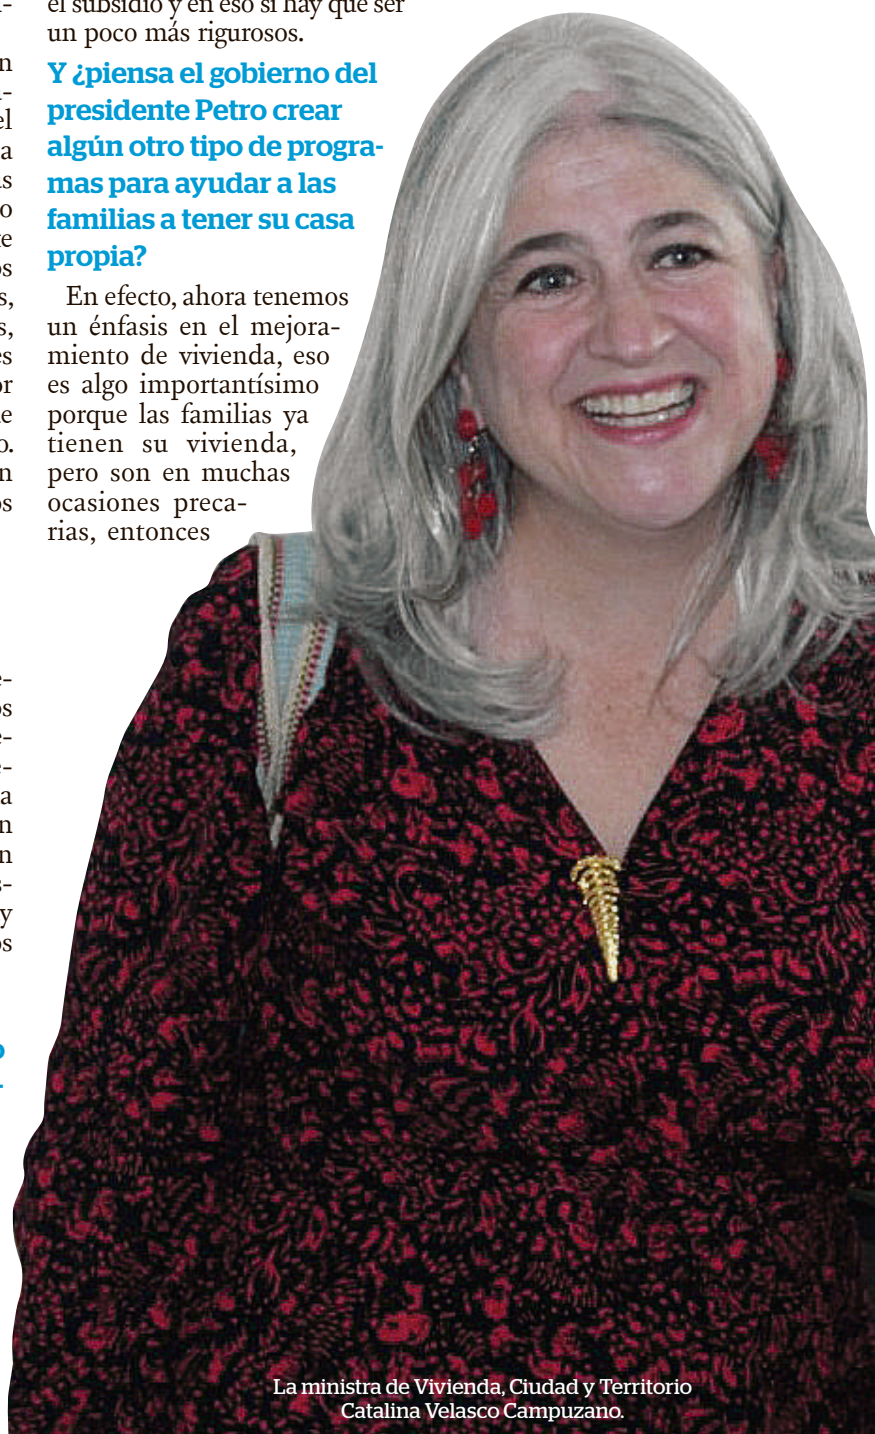 el subsidio y en eso sí hay que ser
un poco más rigurosos.
Y ¿piensa el gobierno del
presidente Petro crear
algún otro tipo de progra-
mas para ayudar a las
familias a tener su casa
propia?
En efecto, ahora tenemos
un énfasis en el mejora-
miento de vivienda, eso
es algo importantísimo
porque las familias ya
tienen su vivienda,
pero son en muchas
ocasiones preca-
rias, entonces
La ministra de Vivienda, Ciudad y Territorio
Catalina Velasco Campuzano.